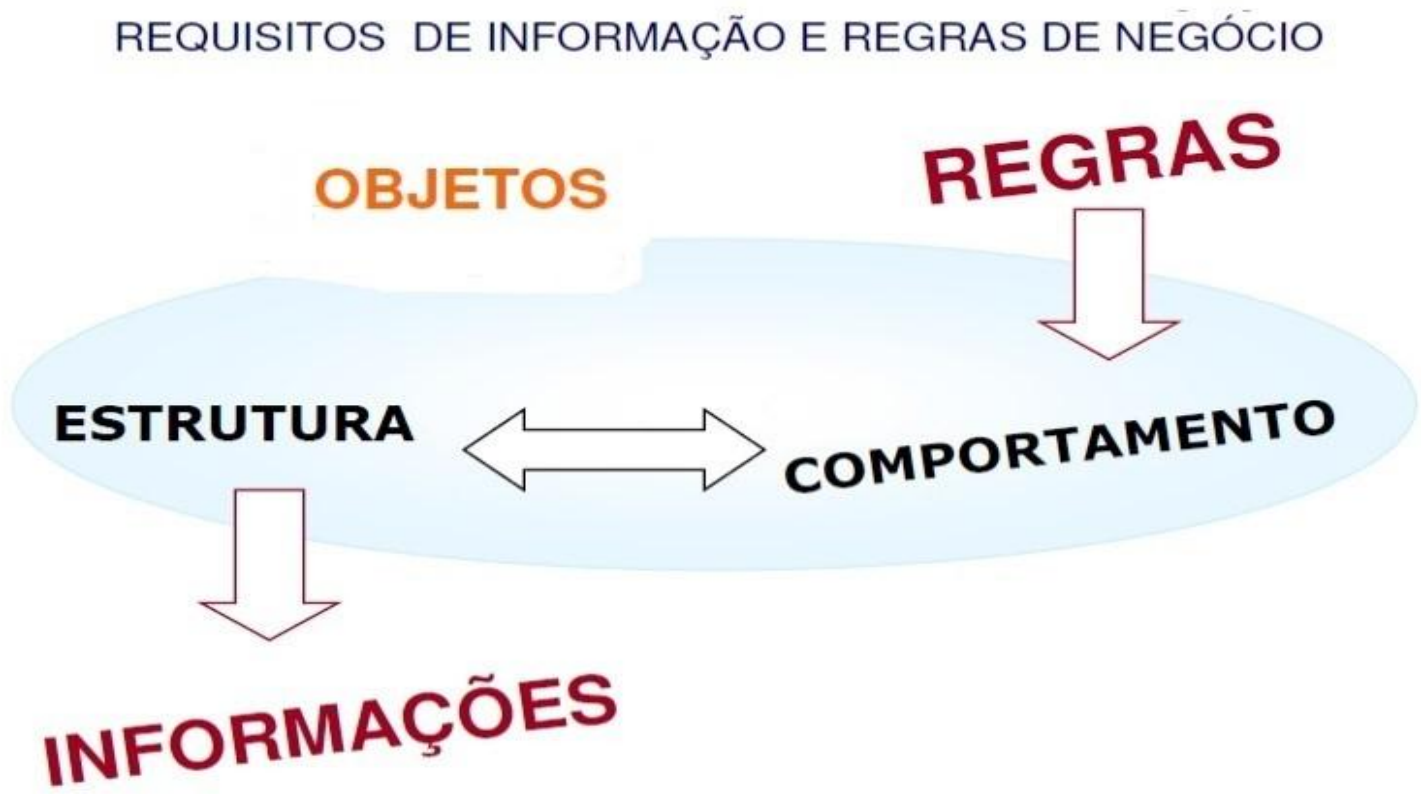 REQUISITOS DE INFORMAÇÃO E REGRAS DE NEGÓCIO
REGRAS
OBJETOS
ESTRUTURA
COMPORTAMENTO
INFORMAÇÕES